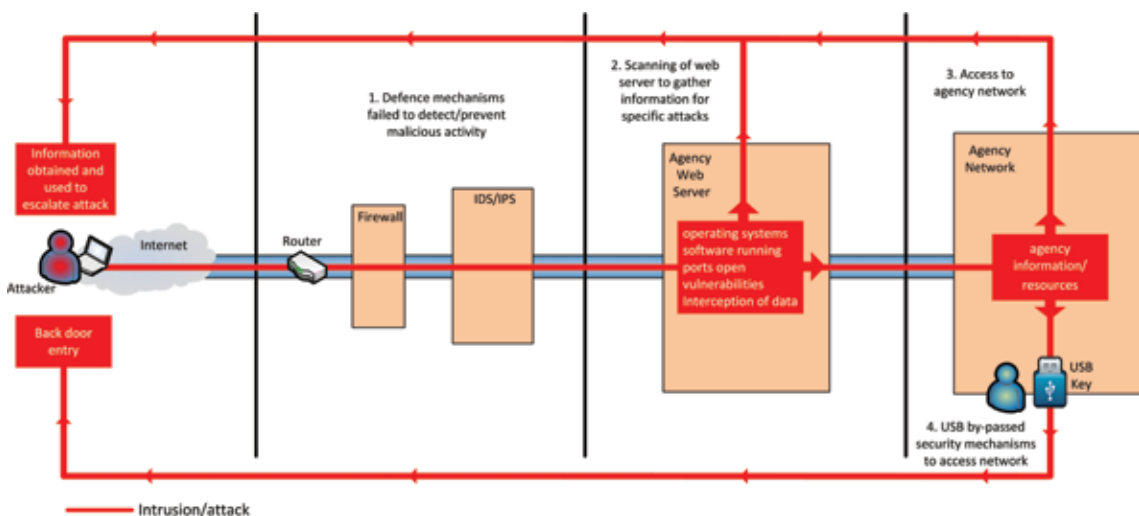 1. Defence mechanisms
failed to detect/prevent
malicious activity
2. Scanning of web
server to gather
information for
specific attacks
3. Access to
agency network
Information
obtained and
used to
escalate attack
Internet
Attacker
Router
Firewall
IDS/IPS
Agency
Web
Server
operating systems
software running
ports open
vulnerabilities
Interception of data
Agency
Network
agency
information/
resources
Back door
entry
USB
Key
4. USB by-passed
security mechanisms
to access network
Intrusion/attack